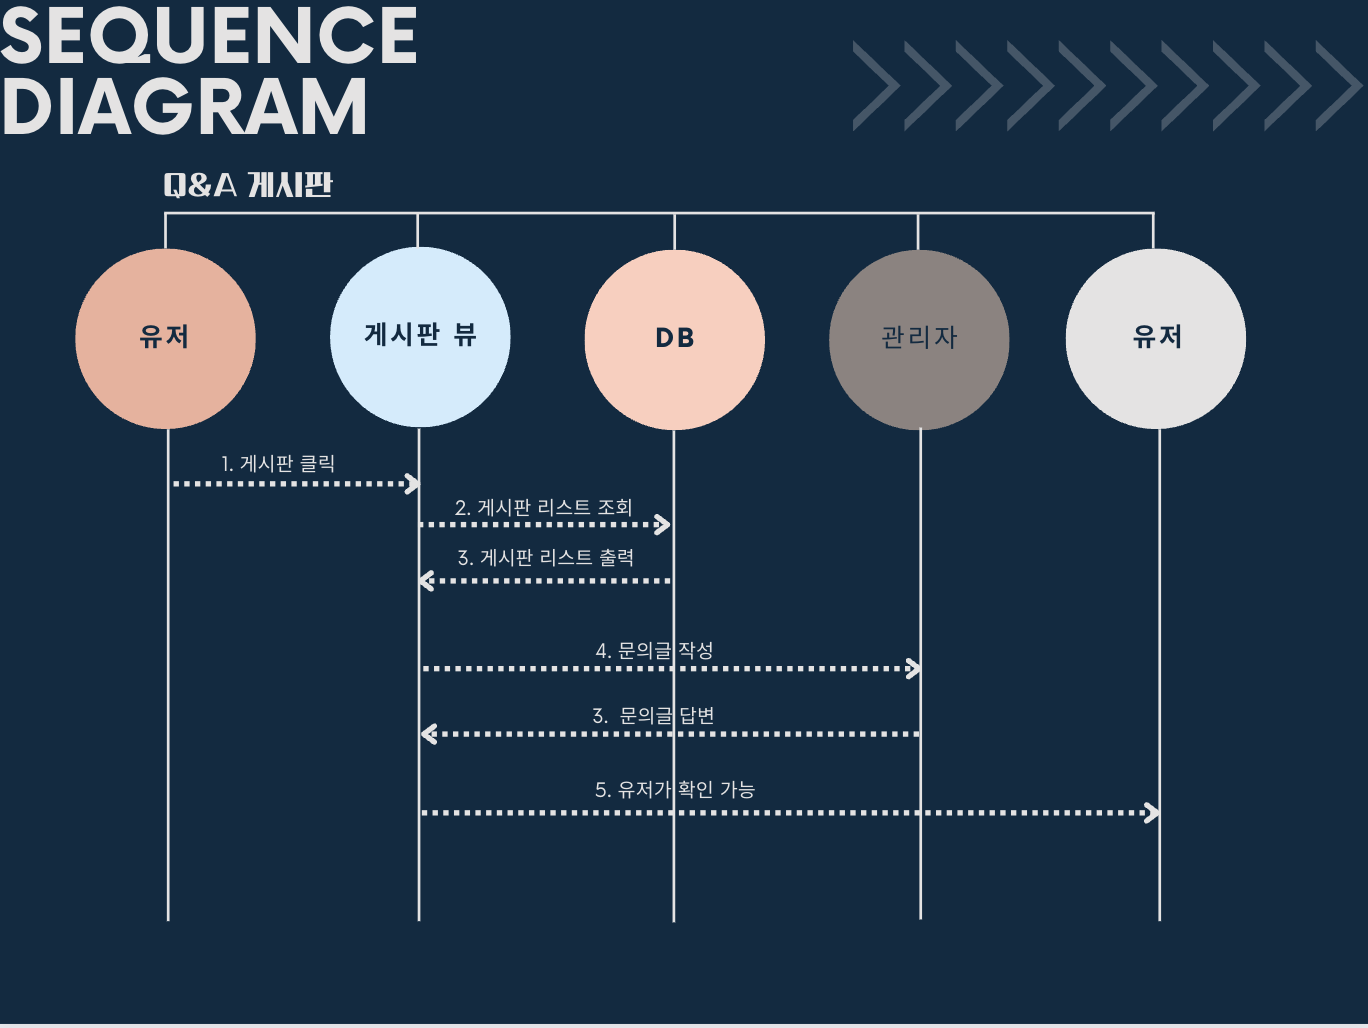 SEQUENCE
DIAGRAM
Q&A 게시판
유저
게시판 뷰
DB
관리자
유저
1. 게시판 클릭
2. 게시판 리스트 조회
3. 게시판 리스트 출력
4. 문의글 작성
3. 문의글 답변
5. 유저가 확인 가능